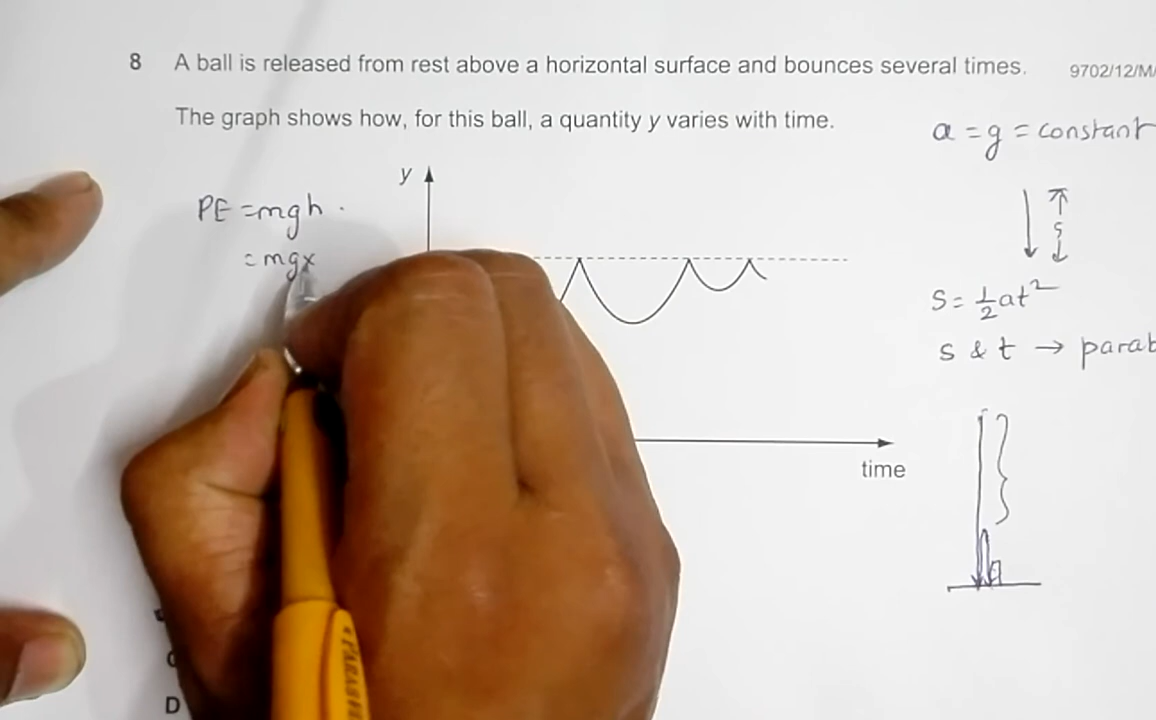 8 A ball is released from rest above a horizontal surface and bounces several times. 9702/12/M/
The graph shows how, for this ball, a quantity y varies with time.
a = g = constant
y
PE = mgh .
= mgx
s
S = ½at²
s & t → parab
time
D